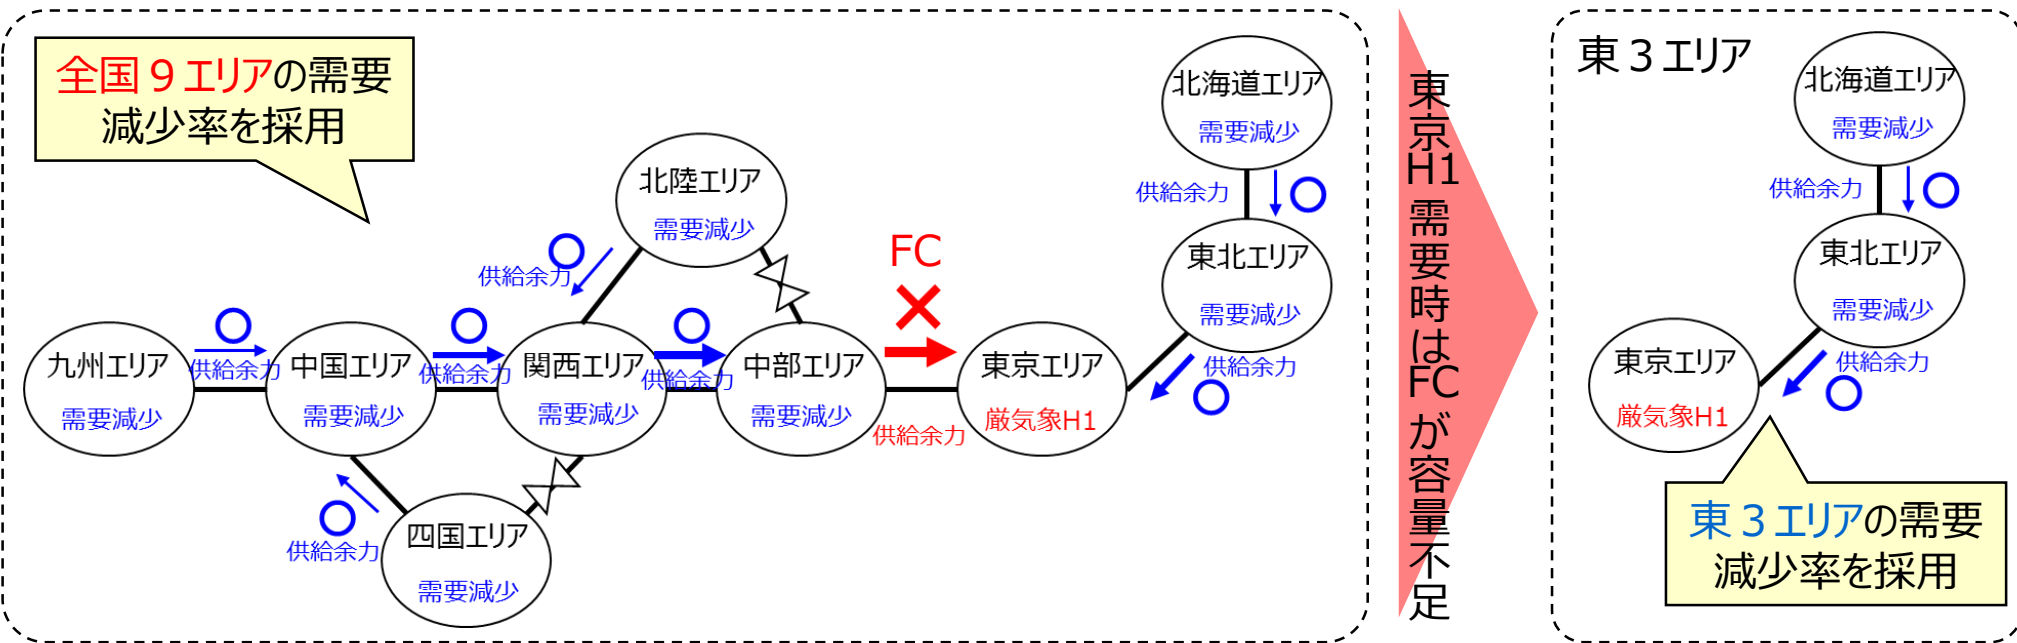 全国９エリアの需要
減少率を採用
北海道エリア
需要減少
供給余力
北陸エリア
需要減少
供給余力
FC
東北エリア
需要減少
供給余力
九州エリア
需要減少
供給余力
中国エリア
需要減少
供給余力
関西エリア
需要減少
供給余力
中部エリア
需要減少
供給余力
東京エリア
厳気象H1
四国エリア
需要減少
供給余力
東京H1需要時はFCが容量不足
東３エリア
北海道エリア
需要減少
供給余力
東北エリア
需要減少
供給余力
東京エリア
厳気象H1
東３エリアの需要
減少率を採用